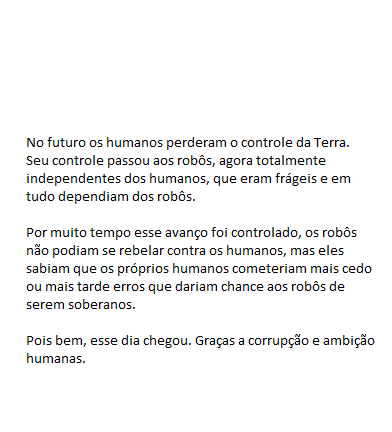 No futuro os humanos perderam o controle da Terra.
Seu controle passou aos robôs, agora totalmente
independentes dos humanos, que eram frágeis e em
tudo dependiam dos robôs.
Por muito tempo esse avanço foi controlado, os robôs
não podiam se rebelar contra os humanos, mas eles
sabiam que os próprios humanos cometeriam mais cedo
ou mais tarde erros que dariam chance aos robôs de
serem soberanos.
Pois bem, esse dia chegou. Graças a corrupção e ambição
humanas.